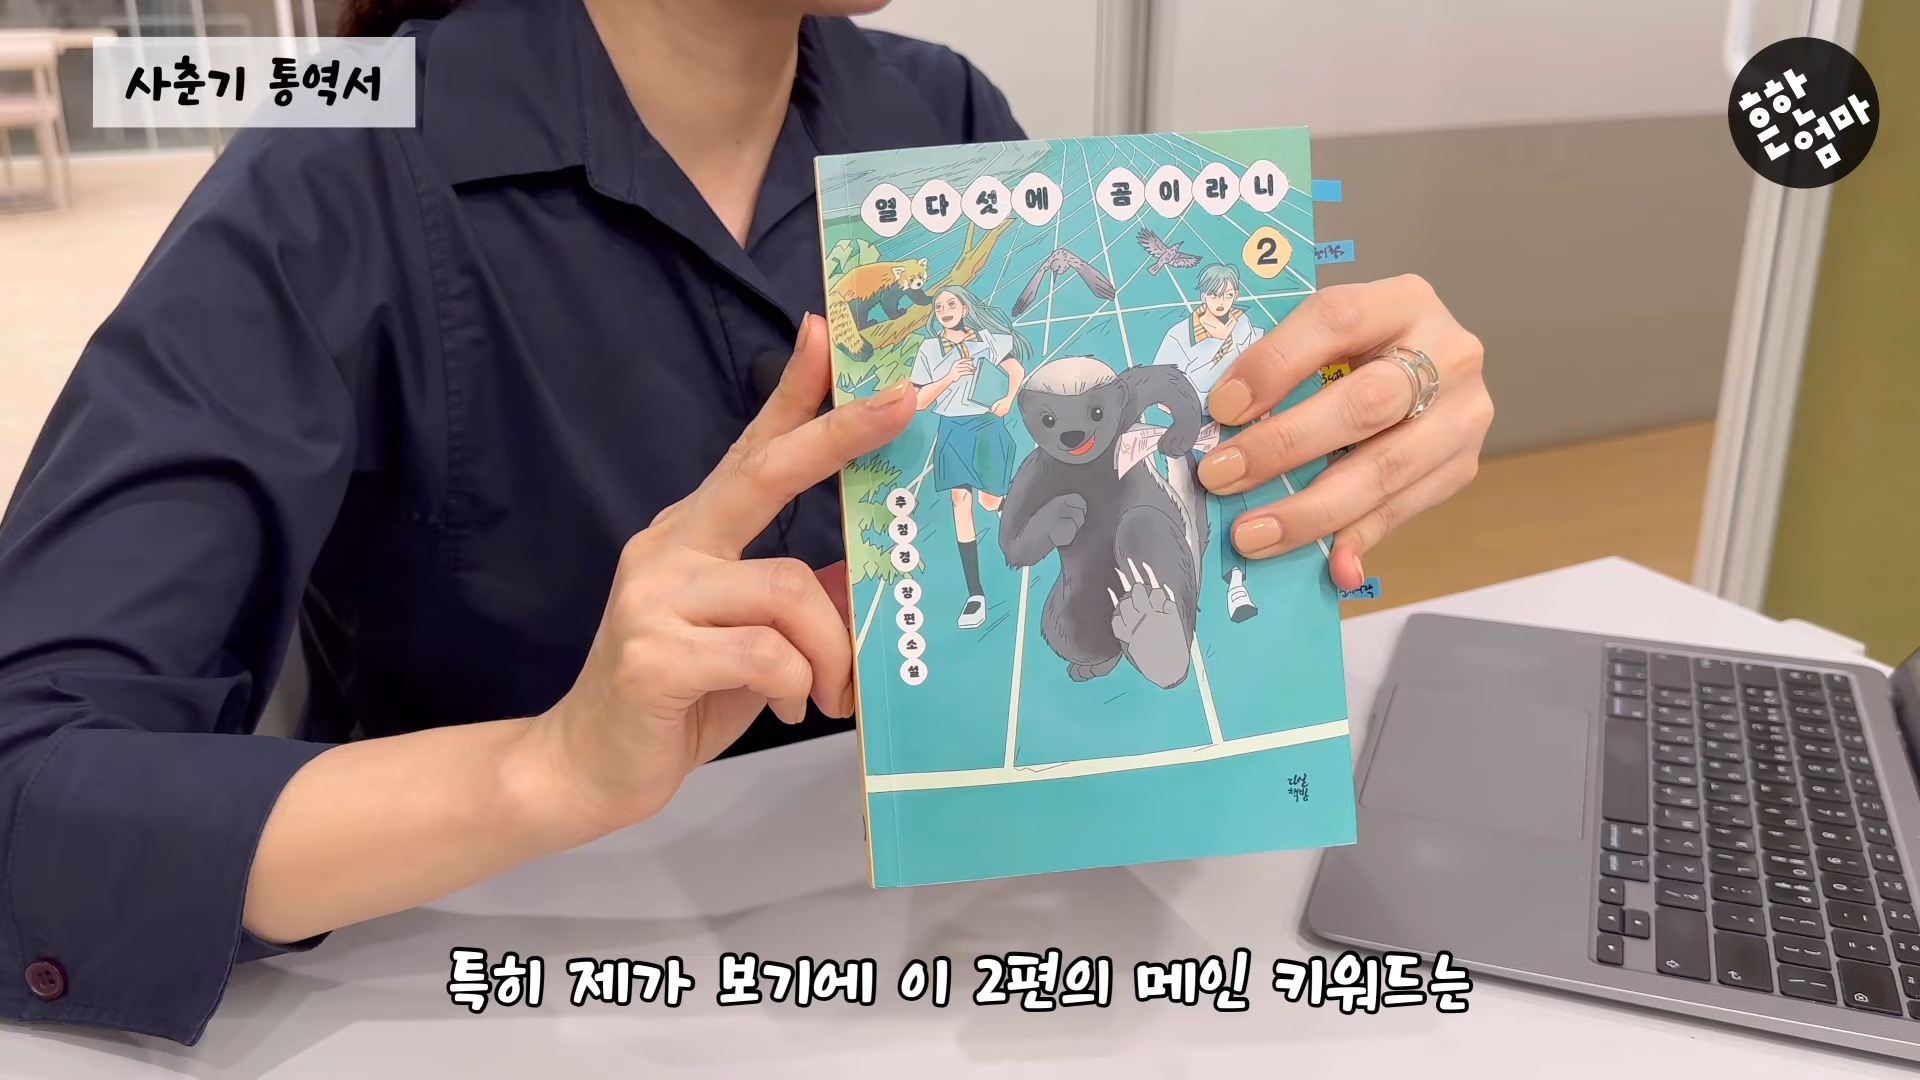 사춘기 통역서
흔한
엄마
열다섯에 곰이라니
2
추정경 장편소설
다산
책방
특히 제가 보기에 이 2편의 메인 키워드는